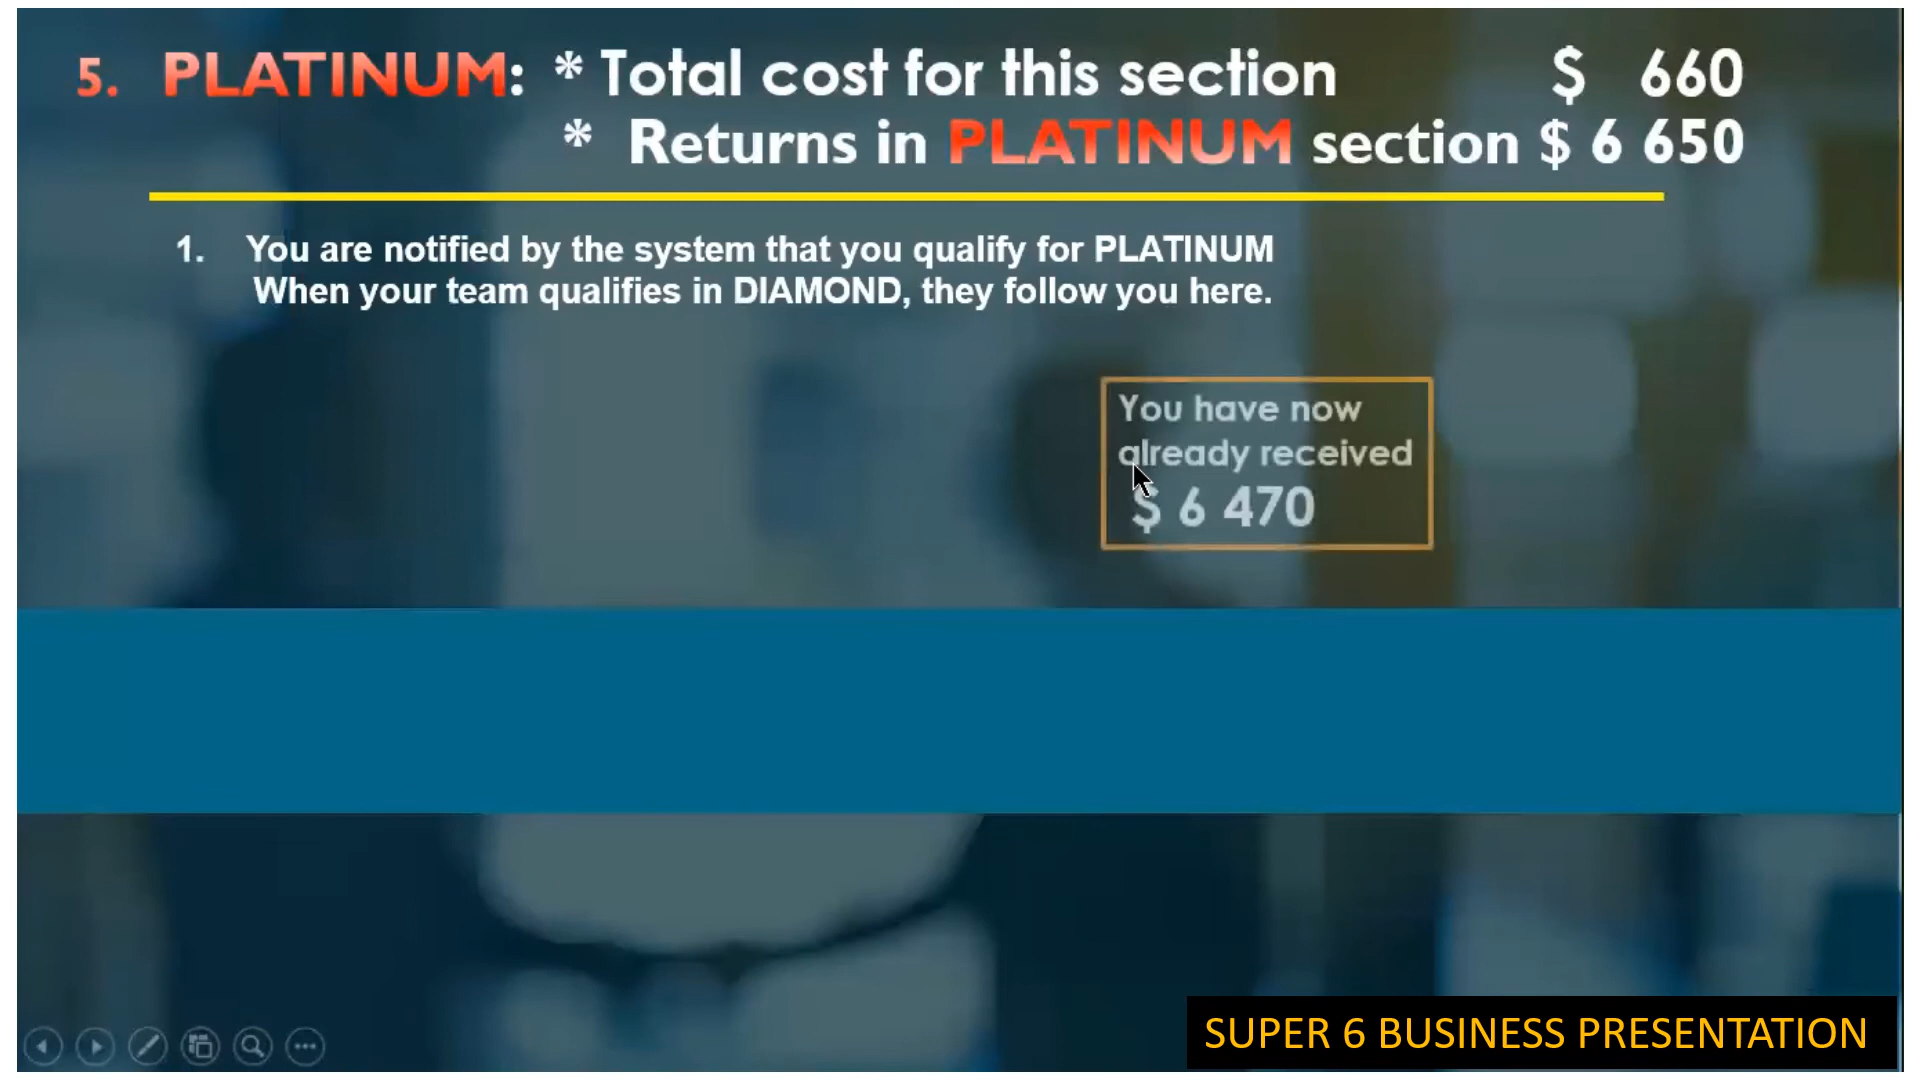 5. PLATINUM: * Total cost for this section $ 660
* Returns in PLATINUM section $ 6 650
1. You are notified by the system that you qualify for PLATINUM
When your team qualifies in DIAMOND, they follow you here.
You have now
already received
$ 6 470
SUPER 6 BUSINESS PRESENTATION